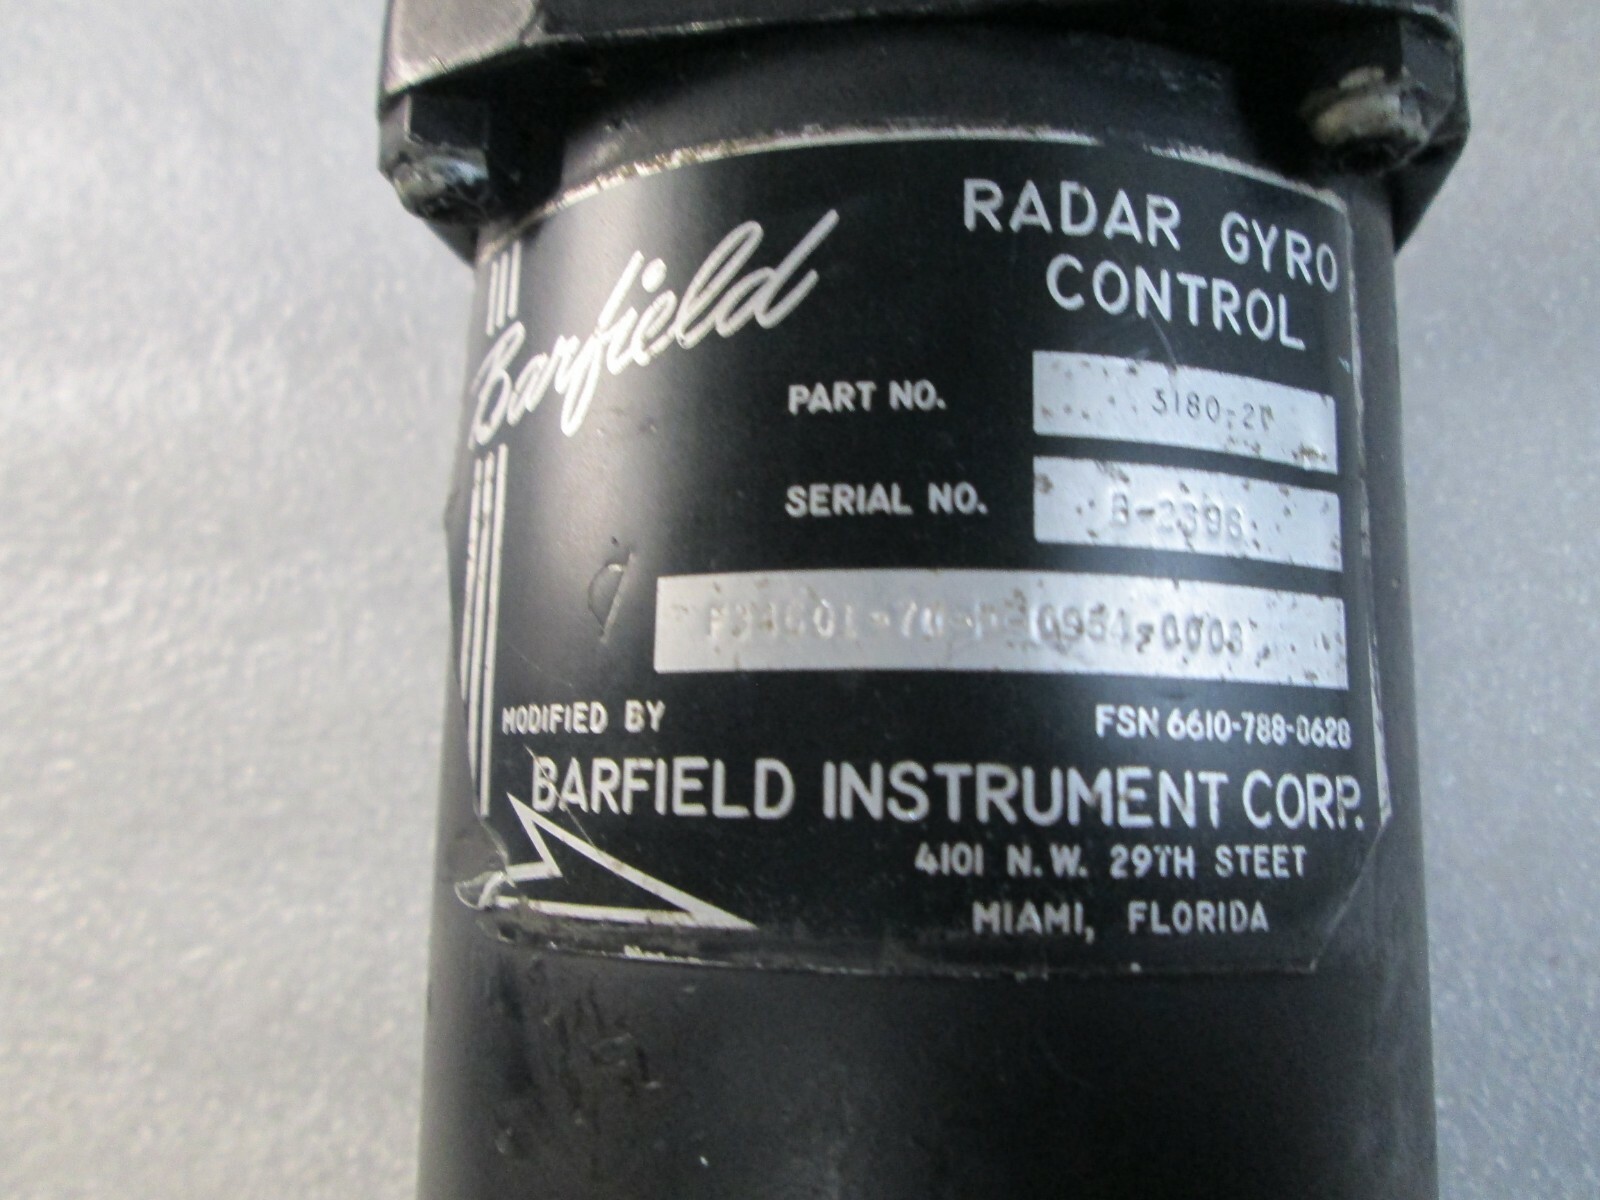 Barfield
RADAR GYRO
CONTROL
PART NO.
SERIAL NO. B-2398
MODIFIED BY
FSN 6610-788-0628
BARFIELD INSTRUMENT CORP.
4101 N.W. 29TH STEET
MIAMI, FLORIDA